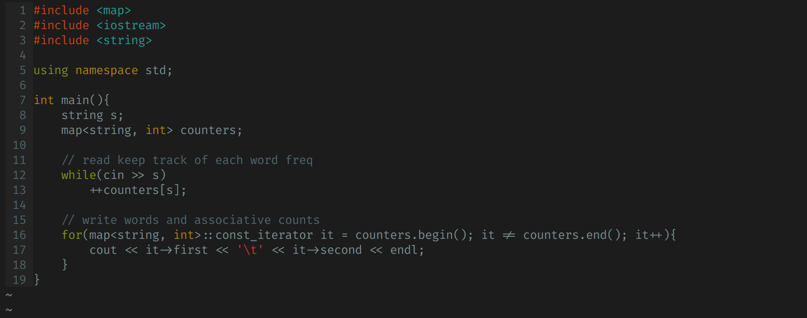 1 #include <map>
2 #include <iostream>
3 #include <string>
4
5 using namespace std;
6
7 int main(){
8     string s;
9     map<string, int> counters;
10
11     // read keep track of each word freq
12     while(cin >> s)
13         ++counters[s];
14
15     // write words and associative counts
16     for(map<string, int>::const_iterator it = counters.begin(); it != counters.end(); it++){
17         cout << it->first << '\t' << it->second << endl;
18     }
19 }
~
~